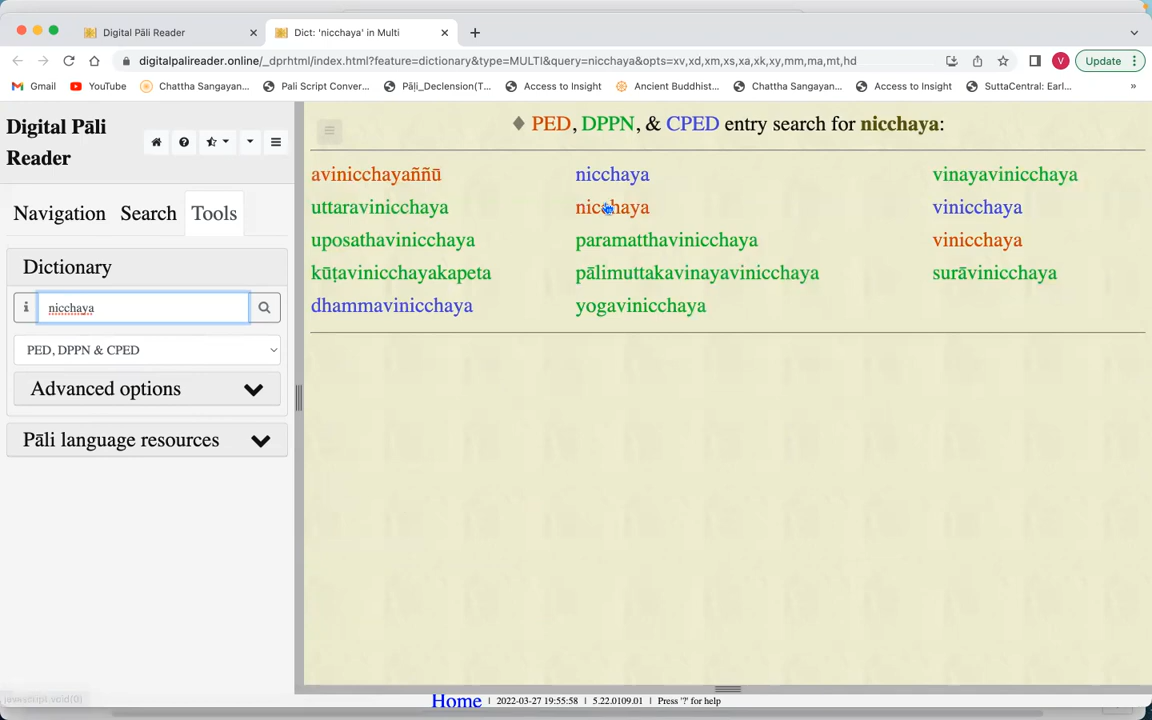 Digital Pāli Reader
Dict: 'nicchaya' in Multi
digitalpalireader.online/_dprhtml/index.html?feature=dictionary&type=MULTI&query=nicchaya&opts=xv,xd,xm,xs,xa,xk,xy,mm,ma,mt,hd
V
Update
Gmail
YouTube
Chattha Sangayan...
Pali Script Conver...
Pāḷi_Declension(T...
Access to Insight
Ancient Buddhist...
Chattha Sangayan...
Access to Insight
SuttaCentral: Earl...
»
Digital Pāli
Reader
Navigation Search Tools
Dictionary
nicchaya
PED, DPPN & CPED
Advanced options
Pāli language resources
♦ PED, DPPN, & CPED entry search for nicchaya:
avinicchayaññū nicchaya vinayavinicchaya
uttaravinicchaya nicchaya vinicchaya
uposathavinicchaya paramatthavinicchaya vinicchaya
kūṭavinicchayakapeta pālimuttakavinayavinicchaya surāvinicchaya
dhammavinicchaya yogavinicchaya
javascript:void(0)
Home | 2022-03-27 19:55:58 | 5.22.0109.01 | Press '?' for help